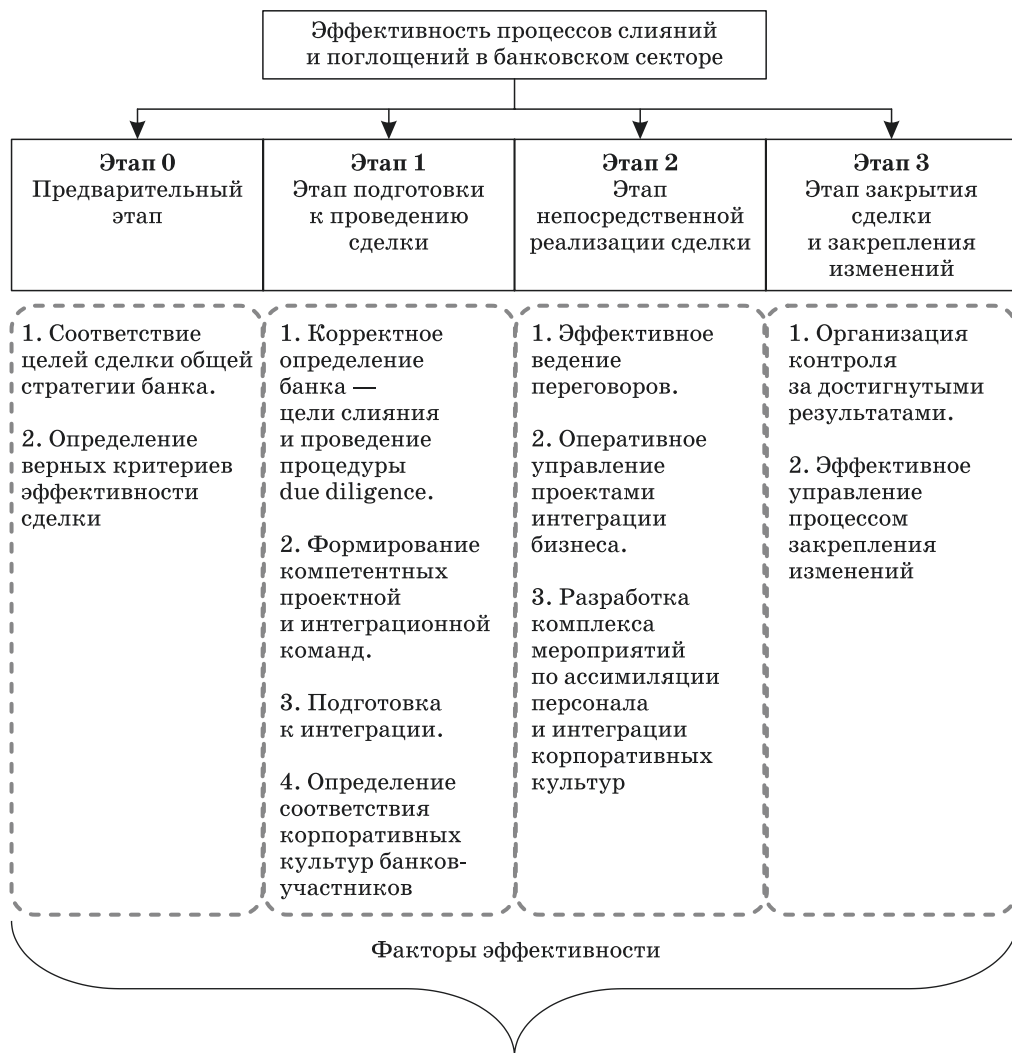 Эффективность процессов слияний
и поглощений в банковском секторе
Этап 0
Предварительный
этап
Этап 1
Этап подготовки
к проведению
сделки
Этап 2
Этап
непосредственной
реализации сделки
Этап 3
Этап закрытия
сделки
и закрепления
изменений
1. Соответствие
целей сделки общей
стратегии банка.
2. Определение
верных критериев
эффективности
сделки
1. Корректное
определение
банка —
цели слияния
и проведение
процедуры
due diligence.
2. Формирование
компетентных
проектной
и интеграционной
команд.
3. Подготовка
к интеграции.
4. Определение
соответствия
корпоративных
культур банков-
участников
1. Эффективное
ведение
переговоров.
2. Оперативное
управление
проектами
интеграции
бизнеса.
3. Разработка
комплекса
мероприятий
по ассимиляции
персонала
и интеграции
корпоративных
культур
1. Организация
контроля
за достигнутыми
результатами.
2. Эффективное
управление
процессом
закрепления
изменений
Факторы эффективности